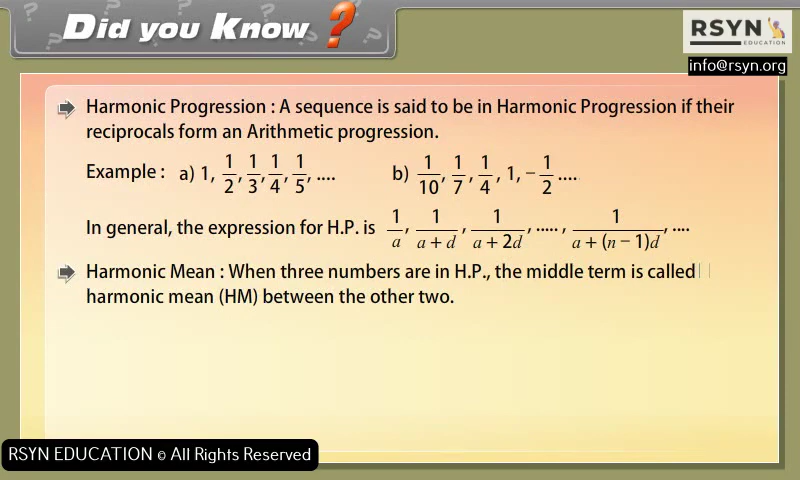 Did you Know ?
RSYN
EDUCATION
info@rsyn.org
Harmonic Progression : A sequence is said to be in Harmonic Progression if their
reciprocals form an Arithmetic progression.
Example : a) 1, 1/2, 1/3, 1/4, 1/5, .... b) 1/10, 1/7, 1/4, 1, -1/2 ....
In general, the expression for H.P. is 1/a, 1/(a + d), 1/(a + 2d), ....., 1/(a + (n − 1)d), ....
Harmonic Mean : When three numbers are in H.P., the middle term is called
harmonic mean (HM) between the other two.
RSYN EDUCATION © All Rights Reserved